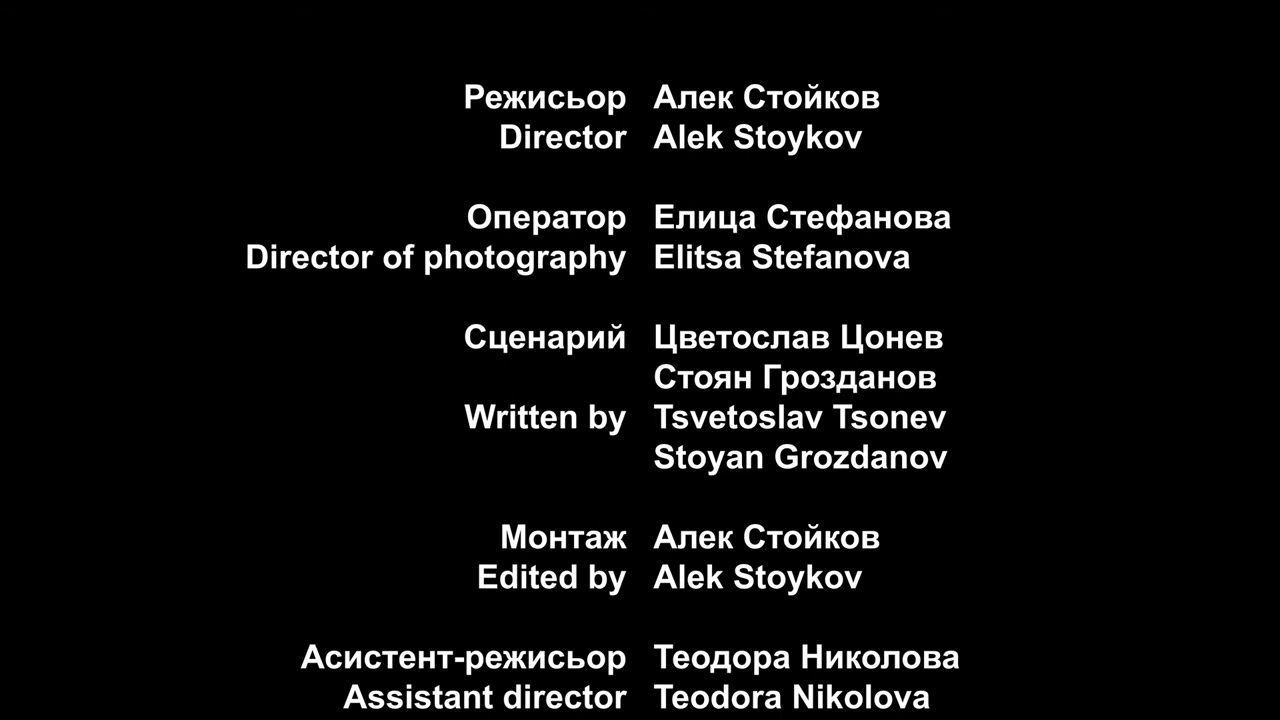 Режисьор Алек Стойков
Director Alek Stoykov
Оператор Елица Стефанова
Director of photography Elitsa Stefanova
Сценарий Цветослав Цонев
Стоян Грозданов
Written by Tsvetoslav Tsonev
Stoyan Grozdanov
Монтаж Алек Стойков
Edited by Alek Stoykov
Асистент-режисьор Теодора Николова
Assistant director Teodora Nikolova